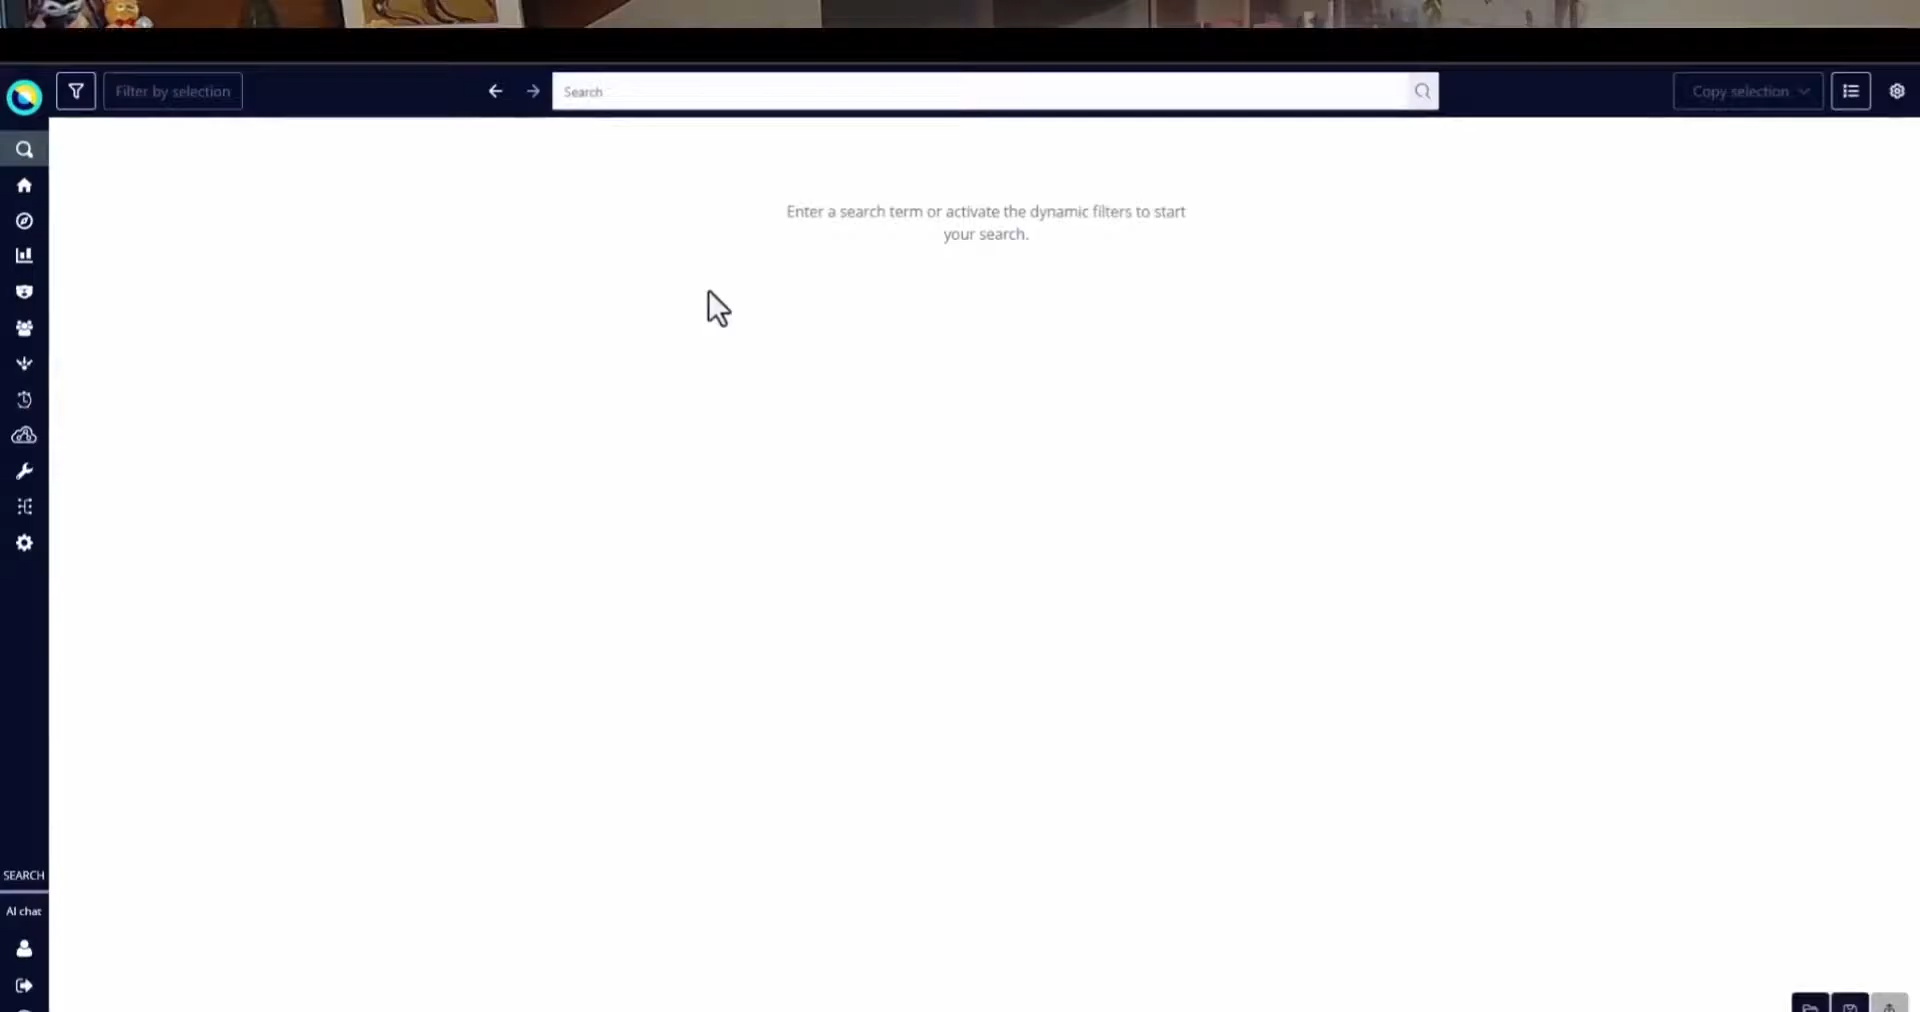 Filter by selection
Search
Copy selection
Enter a search term or activate the dynamic filters to start
your search.
SEARCH
AI chat